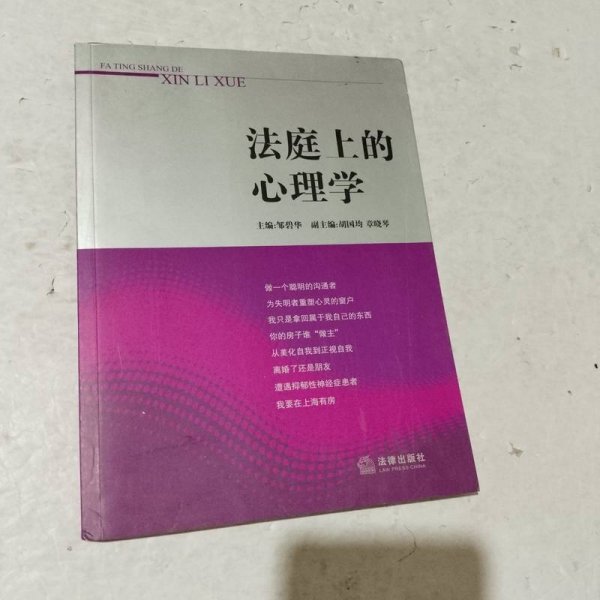 FA TING SHANG DE
XIN LI XUE
法庭上的
心理学
主编:邹碧华 副主编:胡国均 章晓琴
做一个聪明的沟通者
为失明者重塑心灵的窗户
我只是拿回属于我自己的东西
你的房子谁“做主”
从美化自我到正视自我
离婚了还是朋友
遭遇抑郁性神经症患者
我要在上海有房
法律出版社
LAW PRESS·CHINA